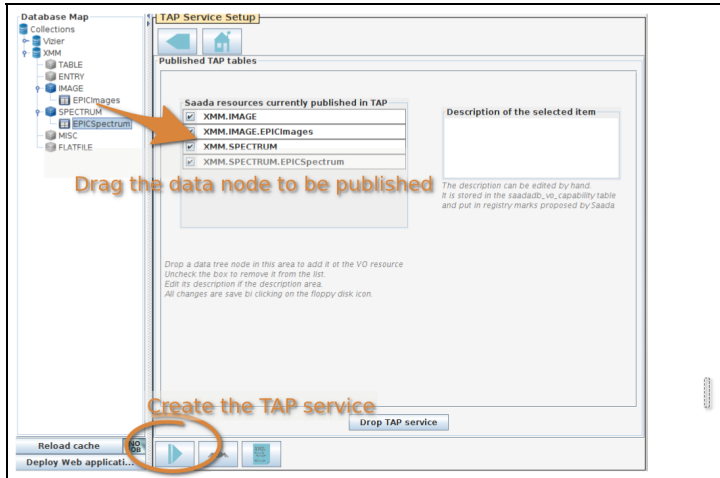 Database Map
Collections
Vizier
XMM
TABLE
ENTRY
IMAGE
EPICImages
SPECTRUM
EPICSpectrum
MISC
FLATFILE
Reload cache
NO
JOB
Deploy Web applicati...
TAP Service Setup
Published TAP tables
Saada resources currently published in TAP
XMM.IMAGE
XMM.IMAGE.EPICImages
XMM.SPECTRUM
XMM.SPECTRUM.EPICSpectrum
Description of the selected item
Drag the data node to be published
The description can be edited by hand.
It is stored in the saadadb_vo_capability table
and put in registry marks proposed by Saada
Drop a data tree node in this area to add it ot the VO resource
Uncheck the box to remove it from the list.
Edit its description if the description area.
All changes are save bi clicking on the floppy disk icon.
Create the TAP service
Drop TAP service